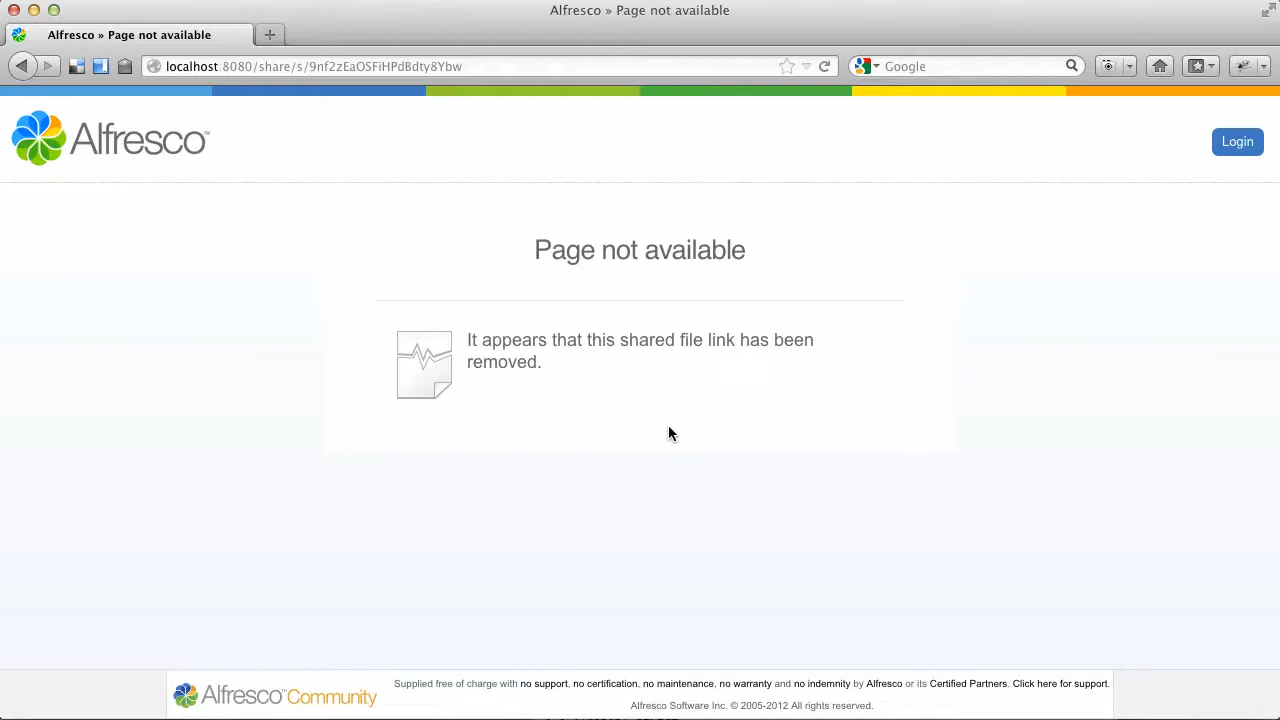 Alfresco » Page not available
Alfresco » Page not available
localhost:8080/share/s/9nf2zEaOSFiHPdBdty8Ybw
Google
Alfresco™
Login
Page not available
It appears that this shared file link has been
removed.
Alfresco™Community
Supplied free of charge with no support, no certification, no maintenance, no warranty and no indemnity by Alfresco or its Certified Partners. Click here for support.
Alfresco Software Inc. © 2005-2012 All rights reserved.